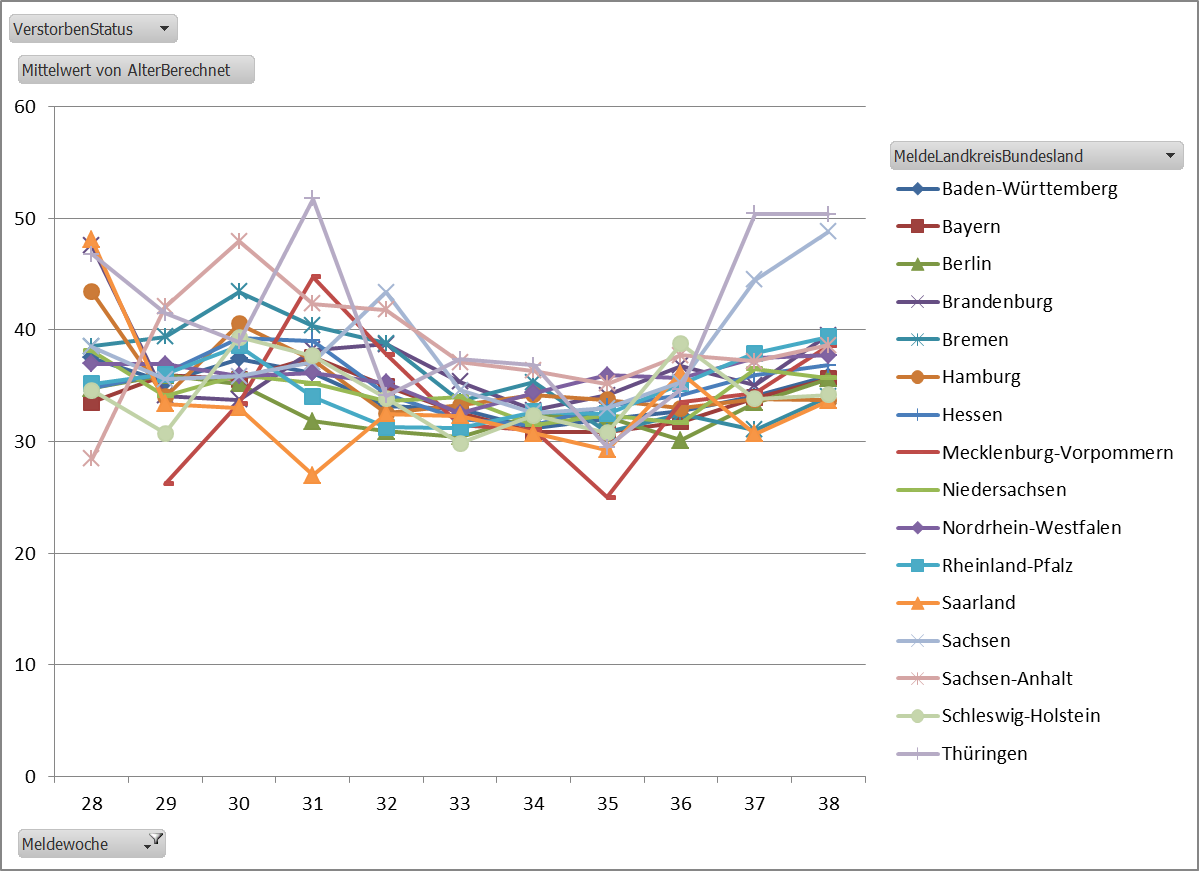 VerstorbenStatus
Mittelwert von AlterBerechnet
60
50
40
30
20
10
0
28 29 30 31 32 33 34 35 36 37 38
Meldewoche
MeldeLandkreisBundesland
Baden-Württemberg
Bayern
Berlin
Brandenburg
Bremen
Hamburg
Hessen
Mecklenburg-Vorpommern
Niedersachsen
Nordrhein-Westfalen
Rheinland-Pfalz
Saarland
Sachsen
Sachsen-Anhalt
Schleswig-Holstein
Thüringen